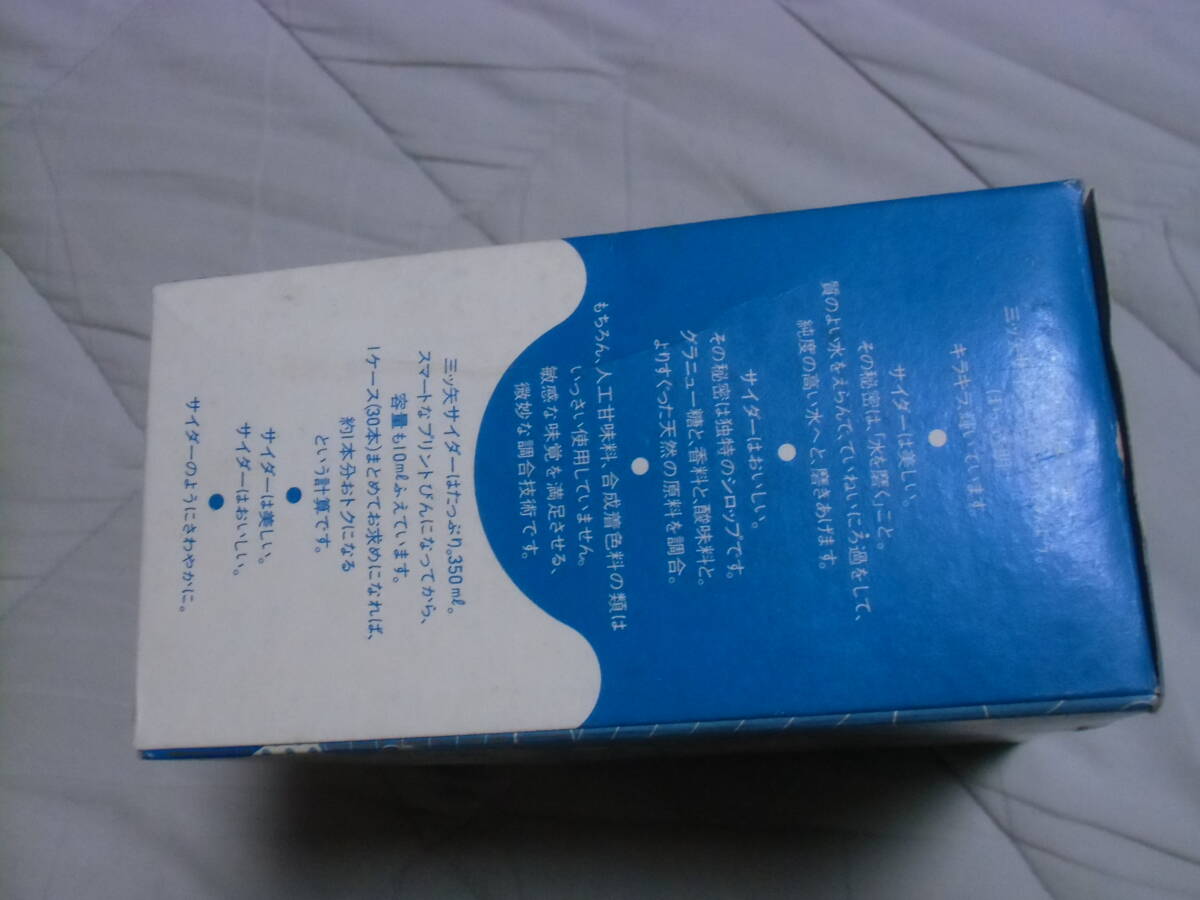 三ッ矢
キラキラ輝いています
●
サイダーは美しい。
その秘密は、「水を磨く」こと。
質のよい水をえらんでていねいにろ過をして、
純度の高い水へと、磨きあげます。
●
サイダーはおいしい。
その秘密は独特のシロップです。
グラニュー糖と、香料と酸味料と。
よりすぐった天然の原料を調合。
●
もちろん、人工甘味料、合成着色料の類は
いっさい使用していません。
敏感な味覚を満足させる、
微妙な調合技術です。
三ッ矢サイダーはたっぷり。350ml。
スマートなプリントびんになってから、
容量も10mlふえています。
1ケース(30本)まとめてお求めになれば、
約1本分おトクになる
という計算です。
●
サイダーは美しい。
サイダーはおいしい。
●
サイダーのようにさわやかに。